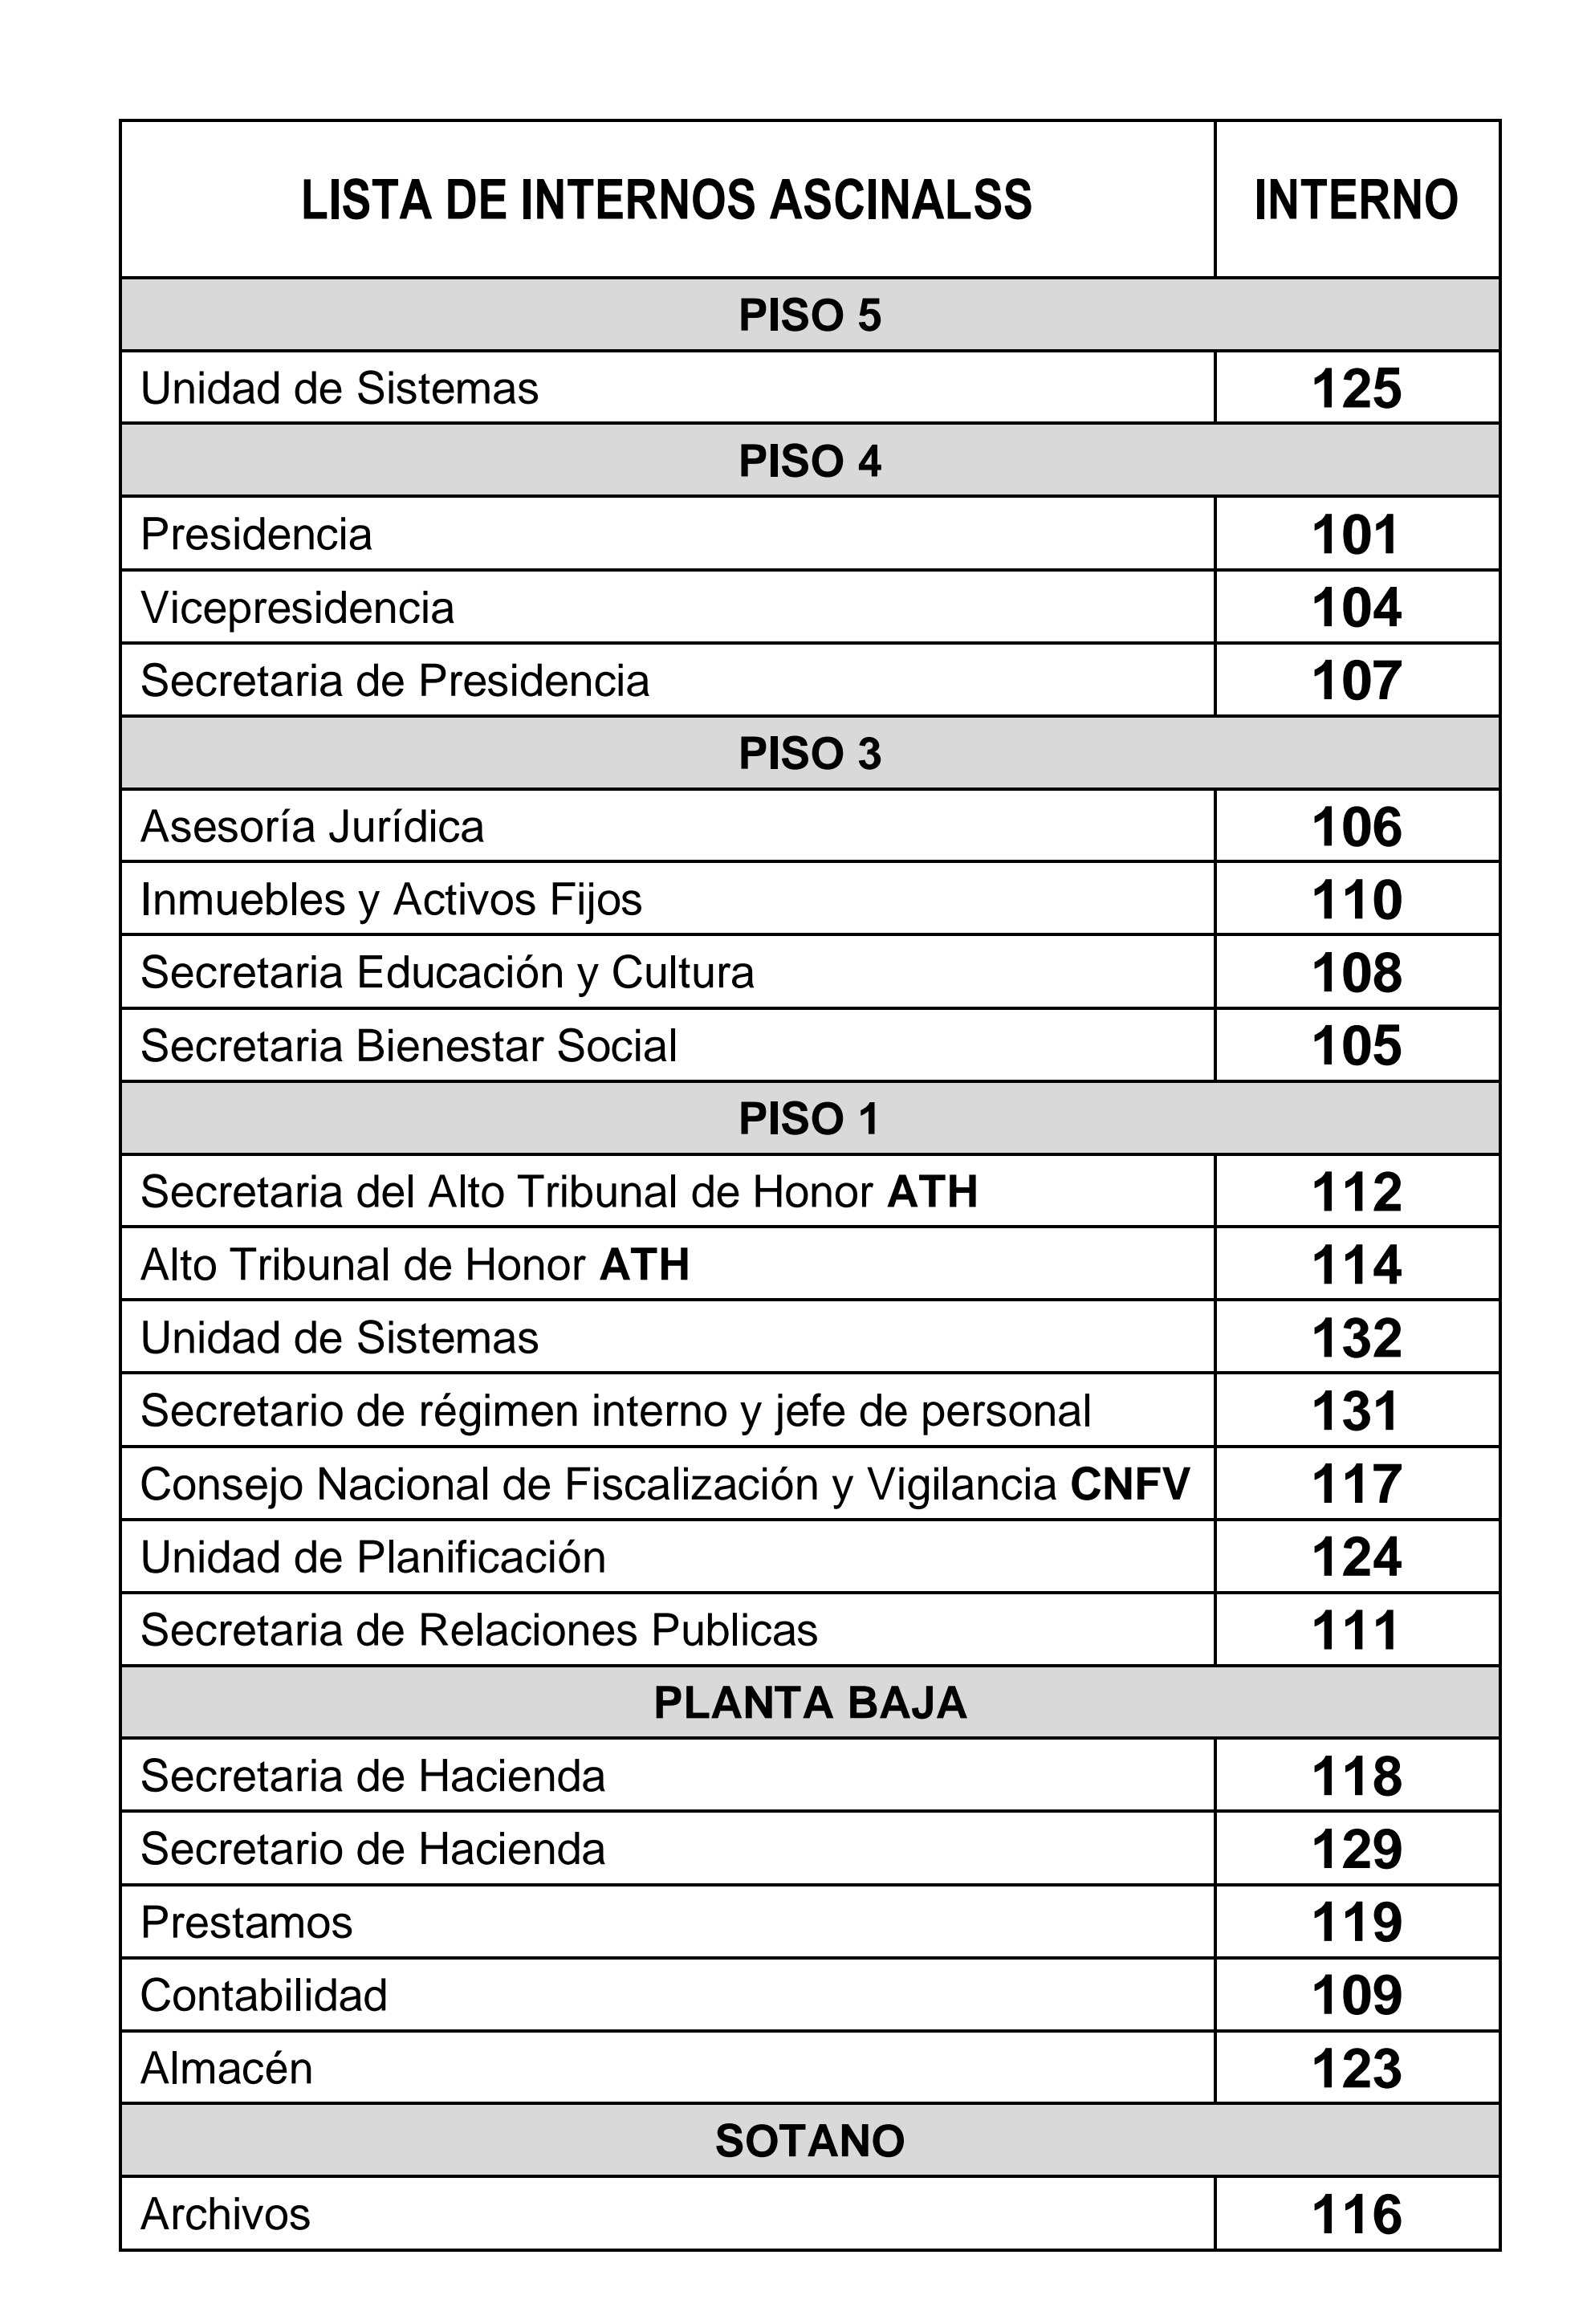 LISTA DE INTERNOS ASCINALSS INTERNO
PISO 5
Unidad de Sistemas 125
PISO 4
Presidencia 101
Vicepresidencia 104
Secretaria de Presidencia 107
PISO 3
Asesoría Jurídica 106
Inmuebles y Activos Fijos 110
Secretaria Educación y Cultura 108
Secretaria Bienestar Social 105
PISO 1
Secretaria del Alto Tribunal de Honor ATH 112
Alto Tribunal de Honor ATH 114
Unidad de Sistemas 132
Secretario de régimen interno y jefe de personal 131
Consejo Nacional de Fiscalización y Vigilancia CNFV 117
Unidad de Planificación 124
Secretaria de Relaciones Publicas 111
PLANTA BAJA
Secretaria de Hacienda 118
Secretario de Hacienda 129
Prestamos 119
Contabilidad 109
Almacén 123
SOTANO
Archivos 116